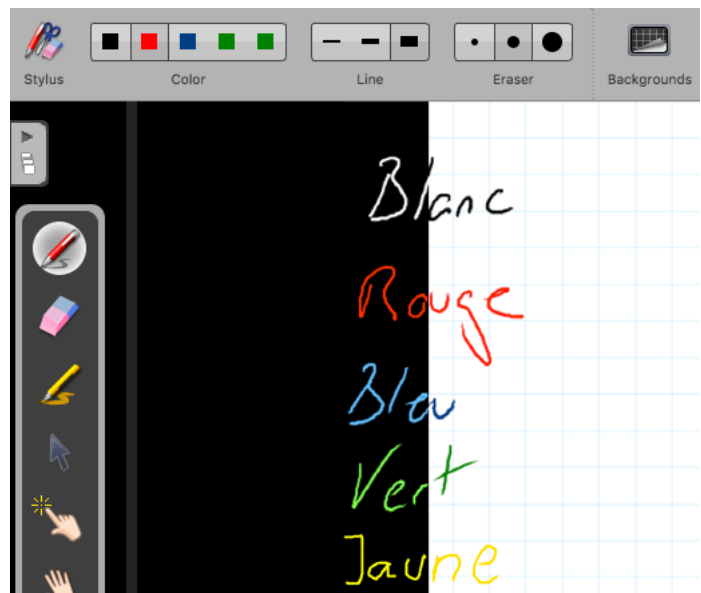 Stylus Color Line Eraser Backgrounds
Blanc
Rouge
Bleu
Vert
Jaune